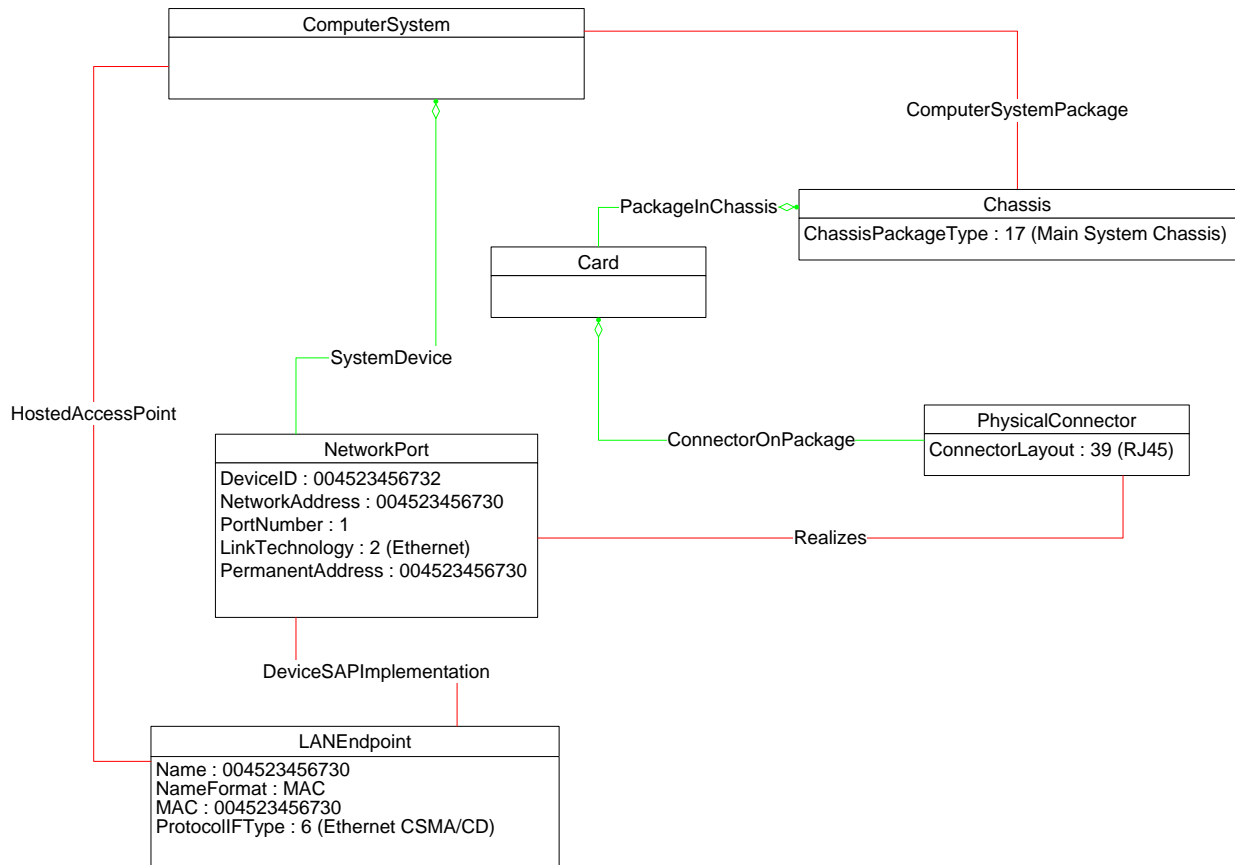 ComputerSystem
ComputerSystemPackage
Chassis
ChassisPackageType : 17 (Main System Chassis)
PackageInChassis
Card
SystemDevice
HostedAccessPoint
PhysicalConnector
ConnectorLayout : 39 (RJ45)
ConnectorOnPackage
NetworkPort
DeviceID : 004523456732
NetworkAddress : 004523456730
PortNumber : 1
LinkTechnology : 2 (Ethernet)
PermanentAddress : 004523456730
Realizes
DeviceSAPImplementation
LANEndpoint
Name : 004523456730
NameFormat : MAC
MAC : 004523456730
ProtocolIFType : 6 (Ethernet CSMA/CD)